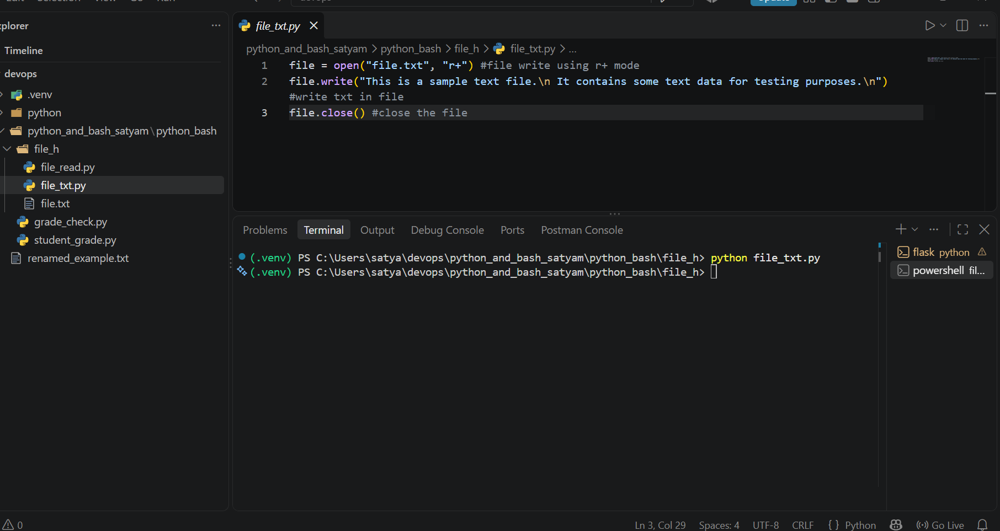 Explorer
Timeline
devops
.venv
python
python_and_bash_satyam\python_bash
file_h
file_read.py
file_txt.py
file.txt
grade_check.py
student_grade.py
renamed_example.txt
file_txt.py
python_and_bash_satyam > python_bash > file_h > file_txt.py > ...
1 file = open("file.txt", "r+") #file write using r+ mode
2 file.write("This is a sample text file.\n It contains some text data for testing purposes.\n")
#write txt in file
3 file.close() #close the file
Problems Terminal Output Debug Console Ports Postman Console
(.venv) PS C:\Users\satya\devops\python_and_bash_satyam\python_bash\file_h> python file_txt.py
(.venv) PS C:\Users\satya\devops\python_and_bash_satyam\python_bash\file_h>
flask python
powershell fil...
0
Ln 3, Col 29 Spaces: 4 UTF-8 CRLF { } Python Go Live